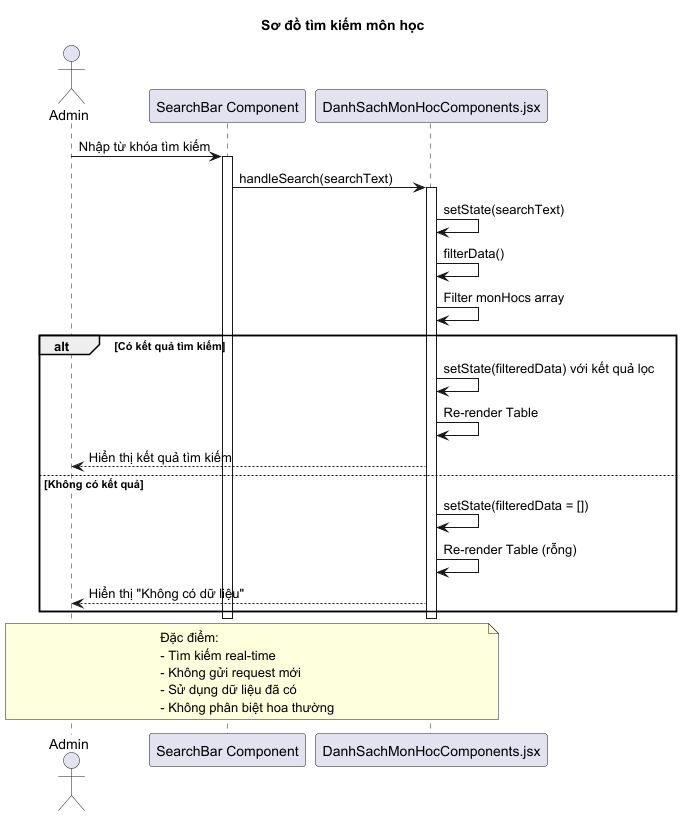 Sơ đồ tìm kiếm môn học
Admin
SearchBar Component
DanhSachMonHocComponents.jsx
Nhập từ khóa tìm kiếm
handleSearch(searchText)
setState(searchText)
filterData()
Filter monHocs array
alt
[Có kết quả tìm kiếm]
setState(filteredData) với kết quả lọc
Re-render Table
Hiển thị kết quả tìm kiếm
[Không có kết quả]
setState(filteredData = [])
Re-render Table (rỗng)
Hiển thị "Không có dữ liệu"
Đặc điểm:
- Tìm kiếm real-time
- Không gửi request mới
- Sử dụng dữ liệu đã có
- Không phân biệt hoa thường
Admin
SearchBar Component
DanhSachMonHocComponents.jsx